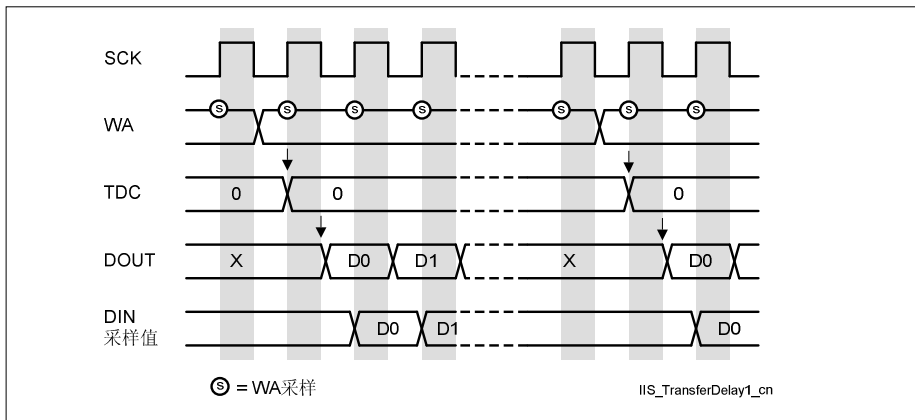 SCK
S S S S S S S
WA
TDC 0 0 0
DOUT X D0 D1 X D0
DIN D0 D1 D0
采样值
S = WA采样 IIS_TransferDelay1_cn